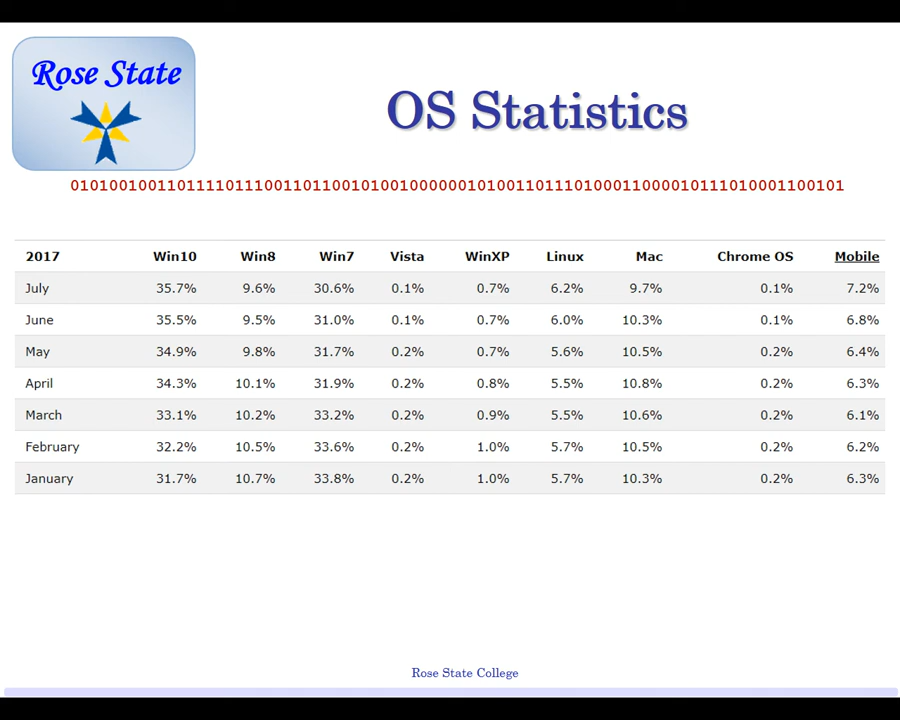 Rose State
OS Statistics
01010010011011110111001101100101001000000101001101110100011000010111010001100101
2017 Win10 Win8 Win7 Vista WinXP Linux Mac Chrome OS Mobile
July 35.7% 9.6% 30.6% 0.1% 0.7% 6.2% 9.7% 0.1% 7.2%
June 35.5% 9.5% 31.0% 0.1% 0.7% 6.0% 10.3% 0.1% 6.8%
May 34.9% 9.8% 31.7% 0.2% 0.7% 5.6% 10.5% 0.2% 6.4%
April 34.3% 10.1% 31.9% 0.2% 0.8% 5.5% 10.8% 0.2% 6.3%
March 33.1% 10.2% 33.2% 0.2% 0.9% 5.5% 10.6% 0.2% 6.1%
February 32.2% 10.5% 33.6% 0.2% 1.0% 5.7% 10.5% 0.2% 6.2%
January 31.7% 10.7% 33.8% 0.2% 1.0% 5.7% 10.3% 0.2% 6.3%
Rose State College